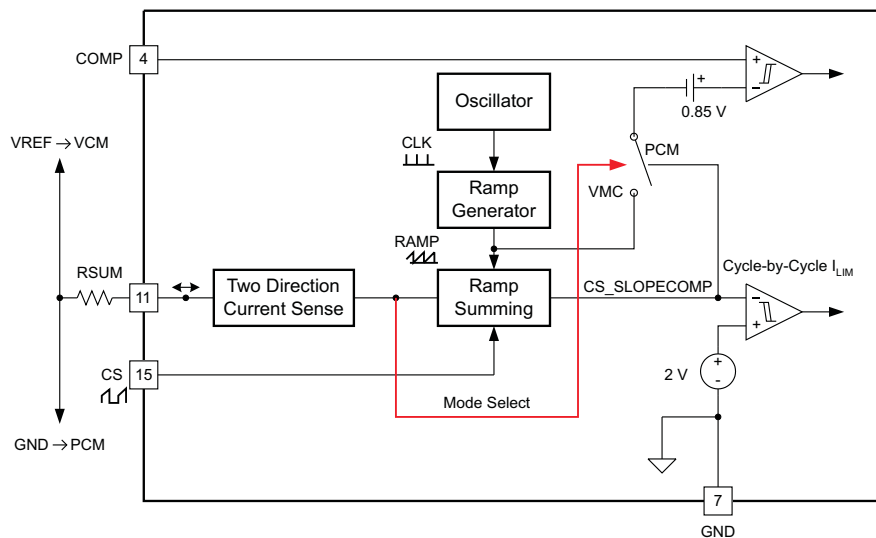 COMP
4
+
−
+
0.85 V
Oscillator
CLK
PCM
VREF → VCM
Ramp
Generator
VMC
RAMP
Cycle-by-Cycle ILIM
RSUM
11
Two Direction
Current Sense
Ramp
Summing
CS_SLOPECOMP
−
+
CS
15
2 V
+
-
Mode Select
GND → PCM
7
GND